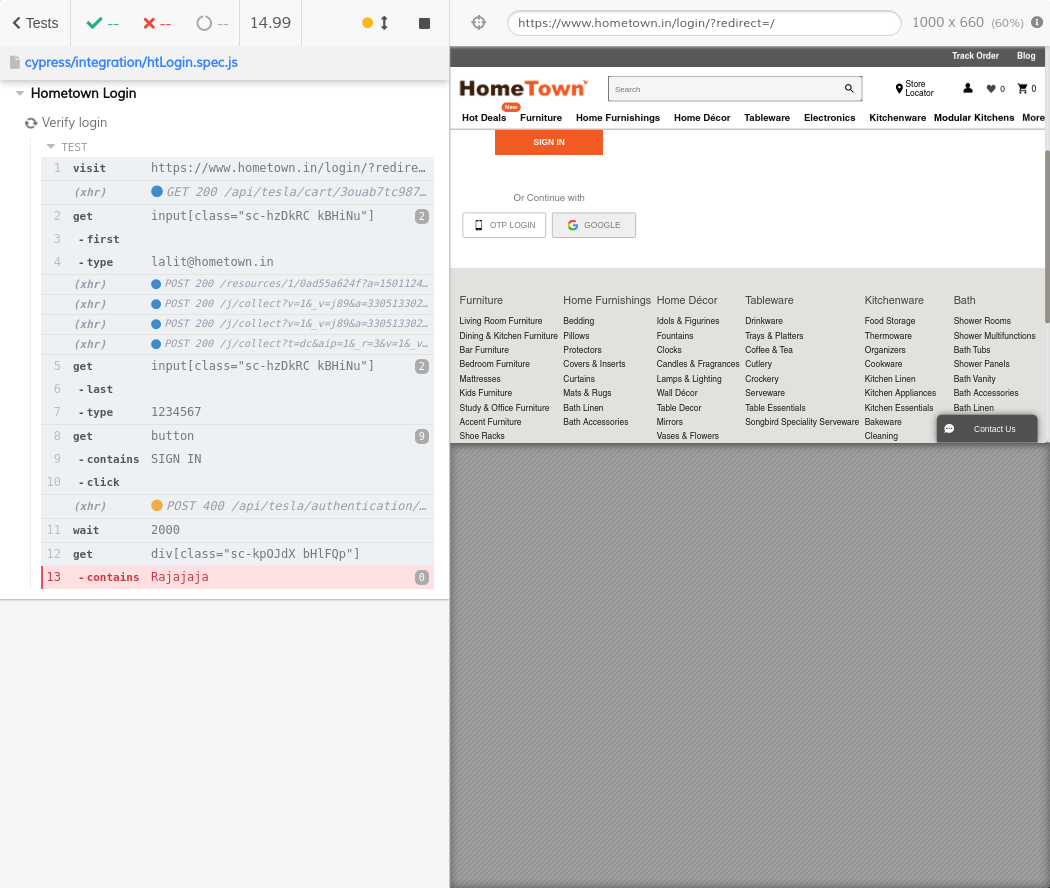 Tests
--
--
--
14.99
cypress/integration/htLogin.spec.js
Hometown Login
Verify login
TEST
1 visit https://www.hometown.in/login/?redire…
(xhr) GET 200 /api/tesla/cart/3ouab7tc987…
2 get input[class="sc-hzDkRC kBHiNu"] 2
3 - first
4 - type lalit@hometown.in
(xhr) POST 200 /resources/1/0ad55a624f?a=1501124…
(xhr) POST 200 /j/collect?v=1&_v=j89&a=330513302…
(xhr) POST 200 /j/collect?v=1&_v=j89&a=330513302…
(xhr) POST 200 /j/collect?t=dc&aip=1&_r=3&v=1&_v…
5 get input[class="sc-hzDkRC kBHiNu"] 2
6 - last
7 - type 1234567
8 get button 9
9 - contains SIGN IN
10 - click
(xhr) POST 400 /api/tesla/authentication/…
11 wait 2000
12 get div[class="sc-kpOJdX bHlFQp"]
13 - contains Rajajaja 0
https://www.hometown.in/login/?redirect=/
1000 x 660 (60%)
Track Order Blog
HomeTown
Search
Store Locator
0
0
New
Hot Deals Furniture Home Furnishings Home Décor Tableware Electronics Kitchenware Modular Kitchens More
SIGN IN
Or Continue with
OTP LOGIN GOOGLE
Furniture Home Furnishings Home Décor Tableware Kitchenware Bath
Living Room Furniture Bedding Idols & Figurines Drinkware Food Storage Shower Rooms
Dining & Kitchen Furniture Pillows Fountains Trays & Platters Thermoware Shower Multifunctions
Bar Furniture Protectors Clocks Coffee & Tea Organizers Bath Tubs
Bedroom Furniture Covers & Inserts Candles & Fragrances Cutlery Cookware Shower Panels
Mattresses Curtains Lamps & Lighting Crockery Kitchen Linen Bath Vanity
Kids Furniture Mats & Rugs Wall Décor Serveware Kitchen Appliances Bath Accessories
Study & Office Furniture Bath Linen Table Decor Table Essentials Kitchen Essentials Bath Linen
Accent Furniture Bath Accessories Mirrors Songbird Speciality Serveware Bakeware
Shoe Racks Vases & Flowers Cleaning
Contact Us